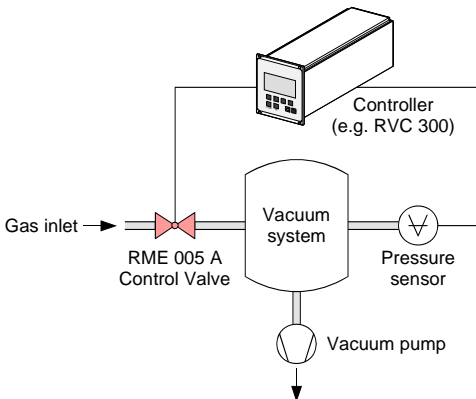 Controller
(e.g. RVC 300)
Gas inlet
Vacuum
system
RME 005 A
Control Valve
Pressure
sensor
Vacuum pump